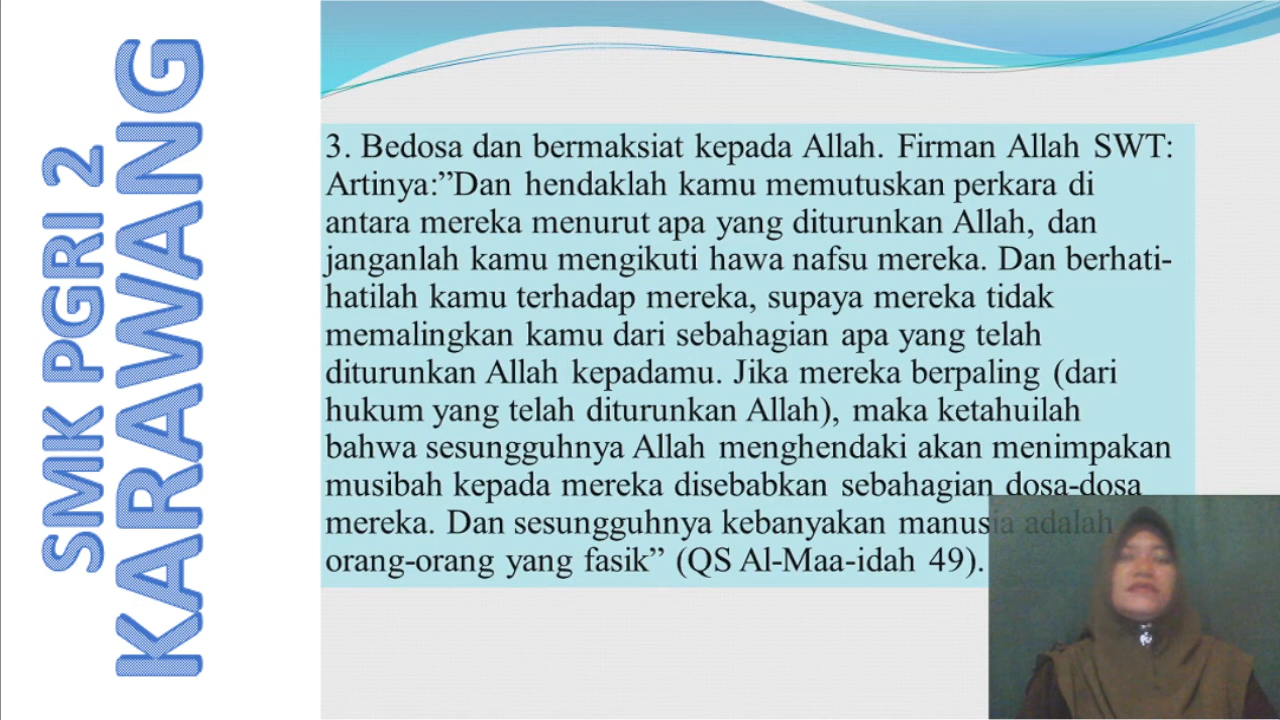 SMK PGRI 2
KARAWANG
3. Bedosa dan bermaksiat kepada Allah. Firman Allah SWT:
Artinya:”Dan hendaklah kamu memutuskan perkara di
antara mereka menurut apa yang diturunkan Allah, dan
janganlah kamu mengikuti hawa nafsu mereka. Dan berhati-
hatilah kamu terhadap mereka, supaya mereka tidak
memalingkan kamu dari sebahagian apa yang telah
diturunkan Allah kepadamu. Jika mereka berpaling (dari
hukum yang telah diturunkan Allah), maka ketahuilah
bahwa sesungguhnya Allah menghendaki akan menimpakan
musibah kepada mereka disebabkan sebahagian dosa-dosa
mereka. Dan sesungguhnya kebanyakan manusia adalah
orang-orang yang fasik” (QS Al-Maa-idah 49).